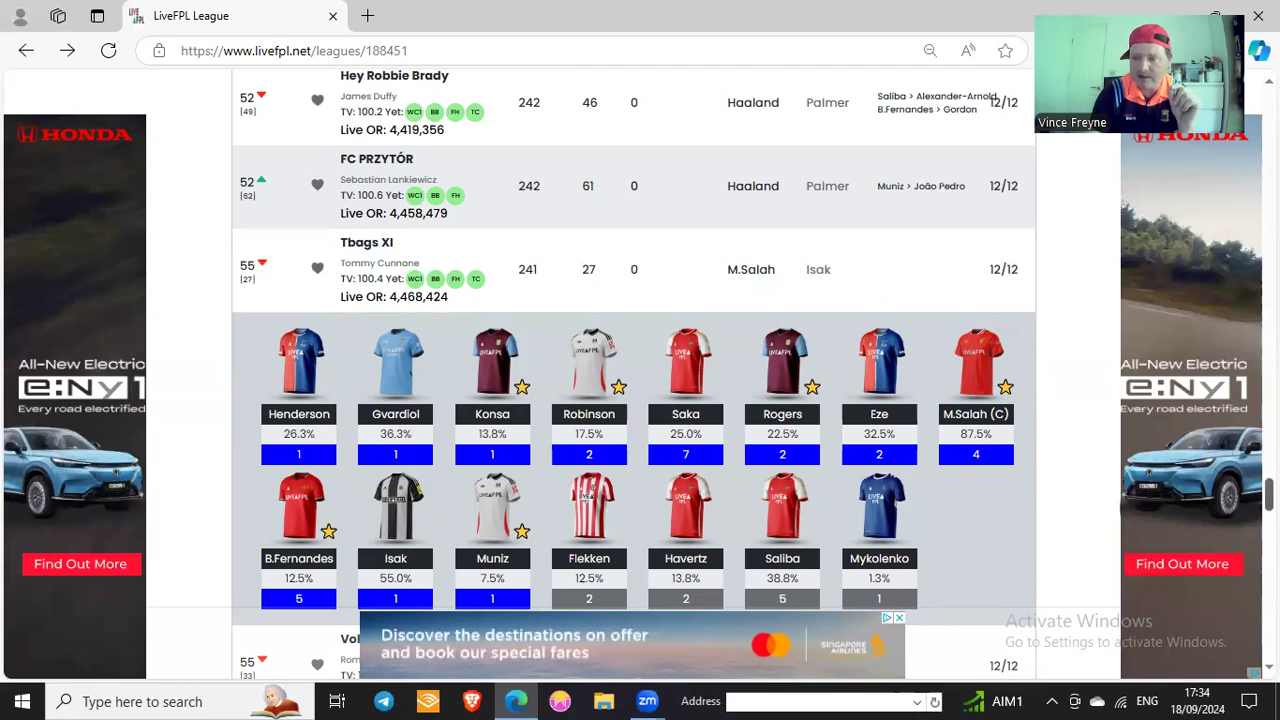 LiveFPL League
https://www.livefpl.net/leagues/188451
Vince Freyne
HONDA
All-New Electric
e:Ny1
Every road electrified
Find Out More
Hey Robbie Brady
52
[49]
James Duffy
TV: 100.2 Yet: WC1 BB FH TC
Live OR: 4,419,356
242 46 0 Haaland Palmer
Saliba > Alexander-Arnold
B.Fernandes > Gordon
12/12
FC PRZYTÓR
52
[62]
Sebastian Lankiewicz
TV: 100.6 Yet: WC1 BB FH
Live OR: 4,458,479
242 61 0 Haaland Palmer Muniz > João Pedro 12/12
Tbags XI
55
[27]
Tommy Cunnane
TV: 100.4 Yet: WC1 BB FH TC
Live OR: 4,468,424
241 27 0 M.Salah Isak 12/12
Henderson Gvardiol Konsa Robinson Saka Rogers Eze M.Salah (C)
26.3% 36.3% 13.8% 17.5% 25.0% 22.5% 32.5% 87.5%
1 1 1 2 7 2 2 4
B.Fernandes Isak Muniz Flekken Havertz Saliba Mykolenko
12.5% 55.0% 7.5% 12.5% 13.8% 38.8% 1.3%
5 1 1 2 2 5 1
55
[33]
Vol
Rom
TV: 1
12/12
Discover the destinations on offer
and book our special fares
mastercard
SINGAPORE
AIRLINES
HONDA
All-New Electric
e:Ny1
Every road electrified
Find Out More
Activate Windows
Go to Settings to activate Windows.
Type here to search
zm
Address
AIM1
ENG
17:34
18/09/2024